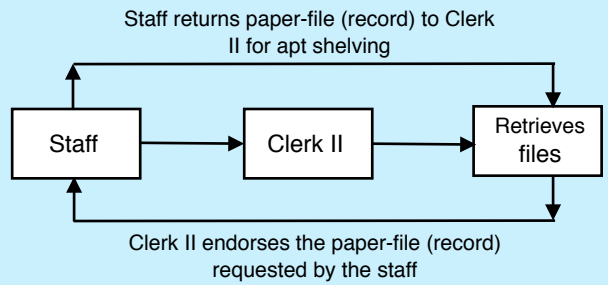 Staff returns paper-file (record) to Clerk
II for apt shelving
Staff
Clerk II
Retrieves
files
Clerk II endorses the paper-file (record)
requested by the staff